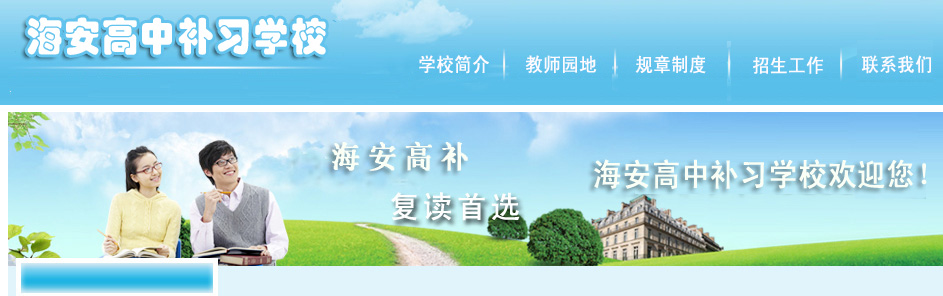 海安高中补习学校
学校简介 教师园地 规章制度 招生工作 联系我们
海安高补
复读首选
海安高中补习学校欢迎您！